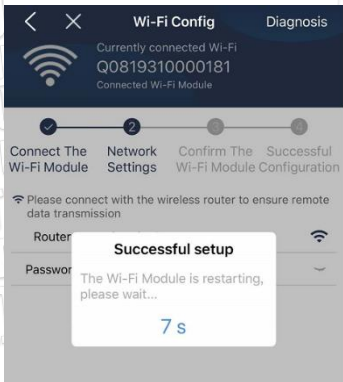 Wi-Fi Config
Diagnosis
Currently connected Wi-Fi
Q0819310000181
Connected Wi-Fi Module
2
3
4
Connect The Wi-Fi Module
Network Settings
Confirm The Wi-Fi Module
Successful Configuration
Please connect with the wireless router to ensure remote
data transmission
Router
Passwor
Successful setup
The Wi-Fi Module is restarting,
please wait...
7 s